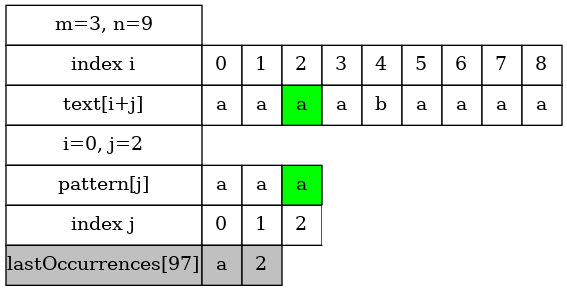 m=3, n=9
index i 0 1 2 3 4 5 6 7 8
text[i+j] a a a a b a a a a
i=0, j=2
pattern[j] a a a
index j 0 1 2
lastOccurrences[97] a 2